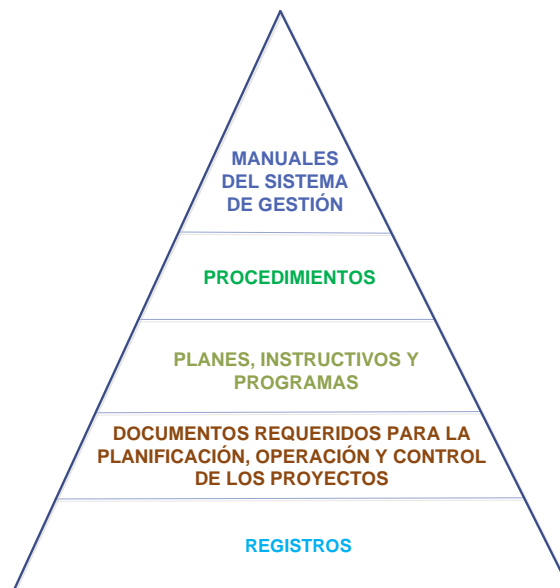 MANUALES
DEL SISTEMA
DE GESTIÓN
PROCEDIMIENTOS
PLANES, INSTRUCTIVOS Y
PROGRAMAS
DOCUMENTOS REQUERIDOS PARA LA
PLANIFICACIÓN, OPERACIÓN Y CONTROL
DE LOS PROYECTOS
REGISTROS